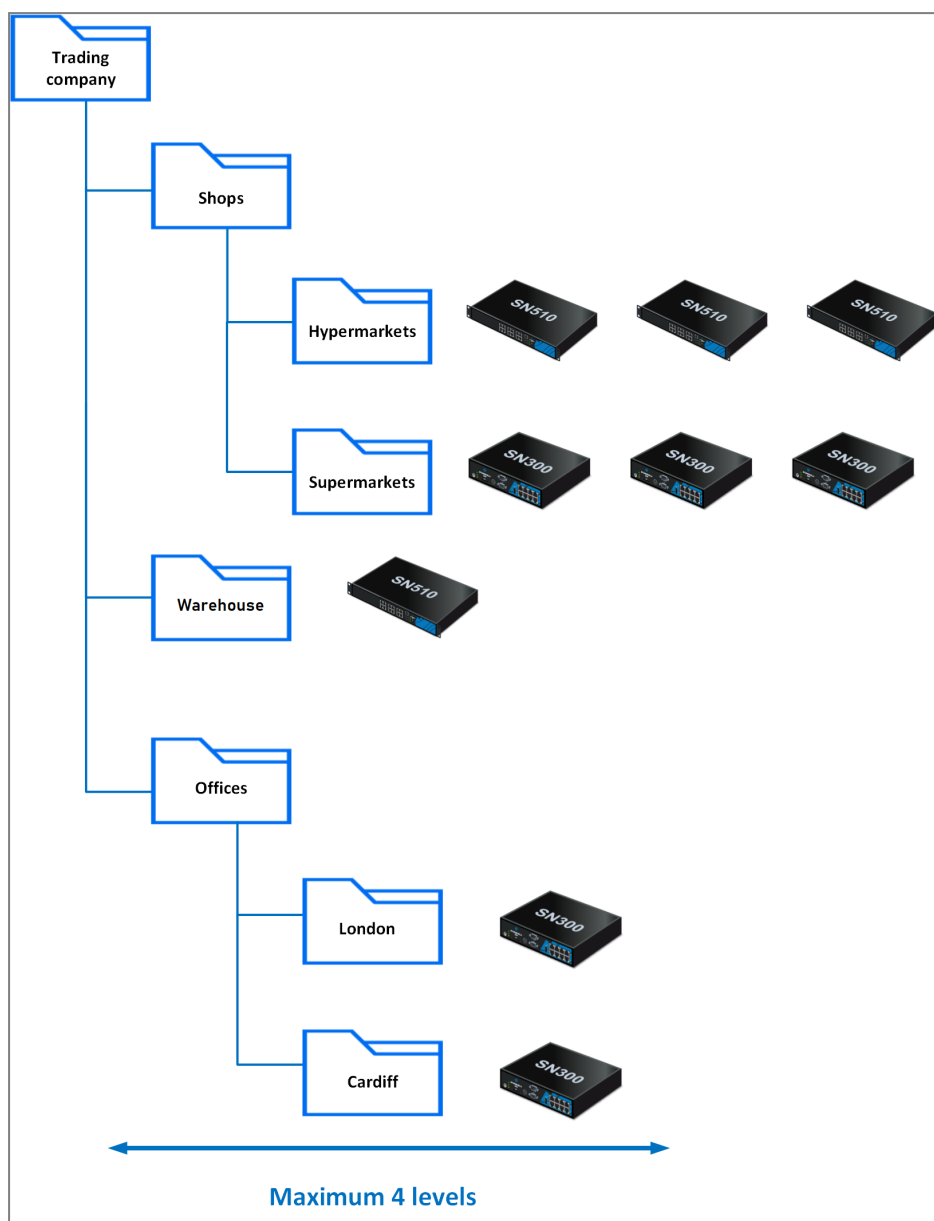 Trading
company
Shops
Hypermarkets
SN510
SN510
SN510
Supermarkets
SN300
SN300
SN300
Warehouse
SN510
Offices
London
SN300
Cardiff
SN300
Maximum 4 levels